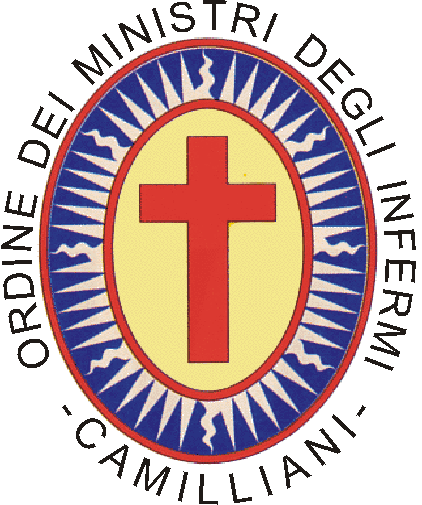 ORDINE DEI MINISTRI DEGLI INFERMI
-CAMILLIANI-